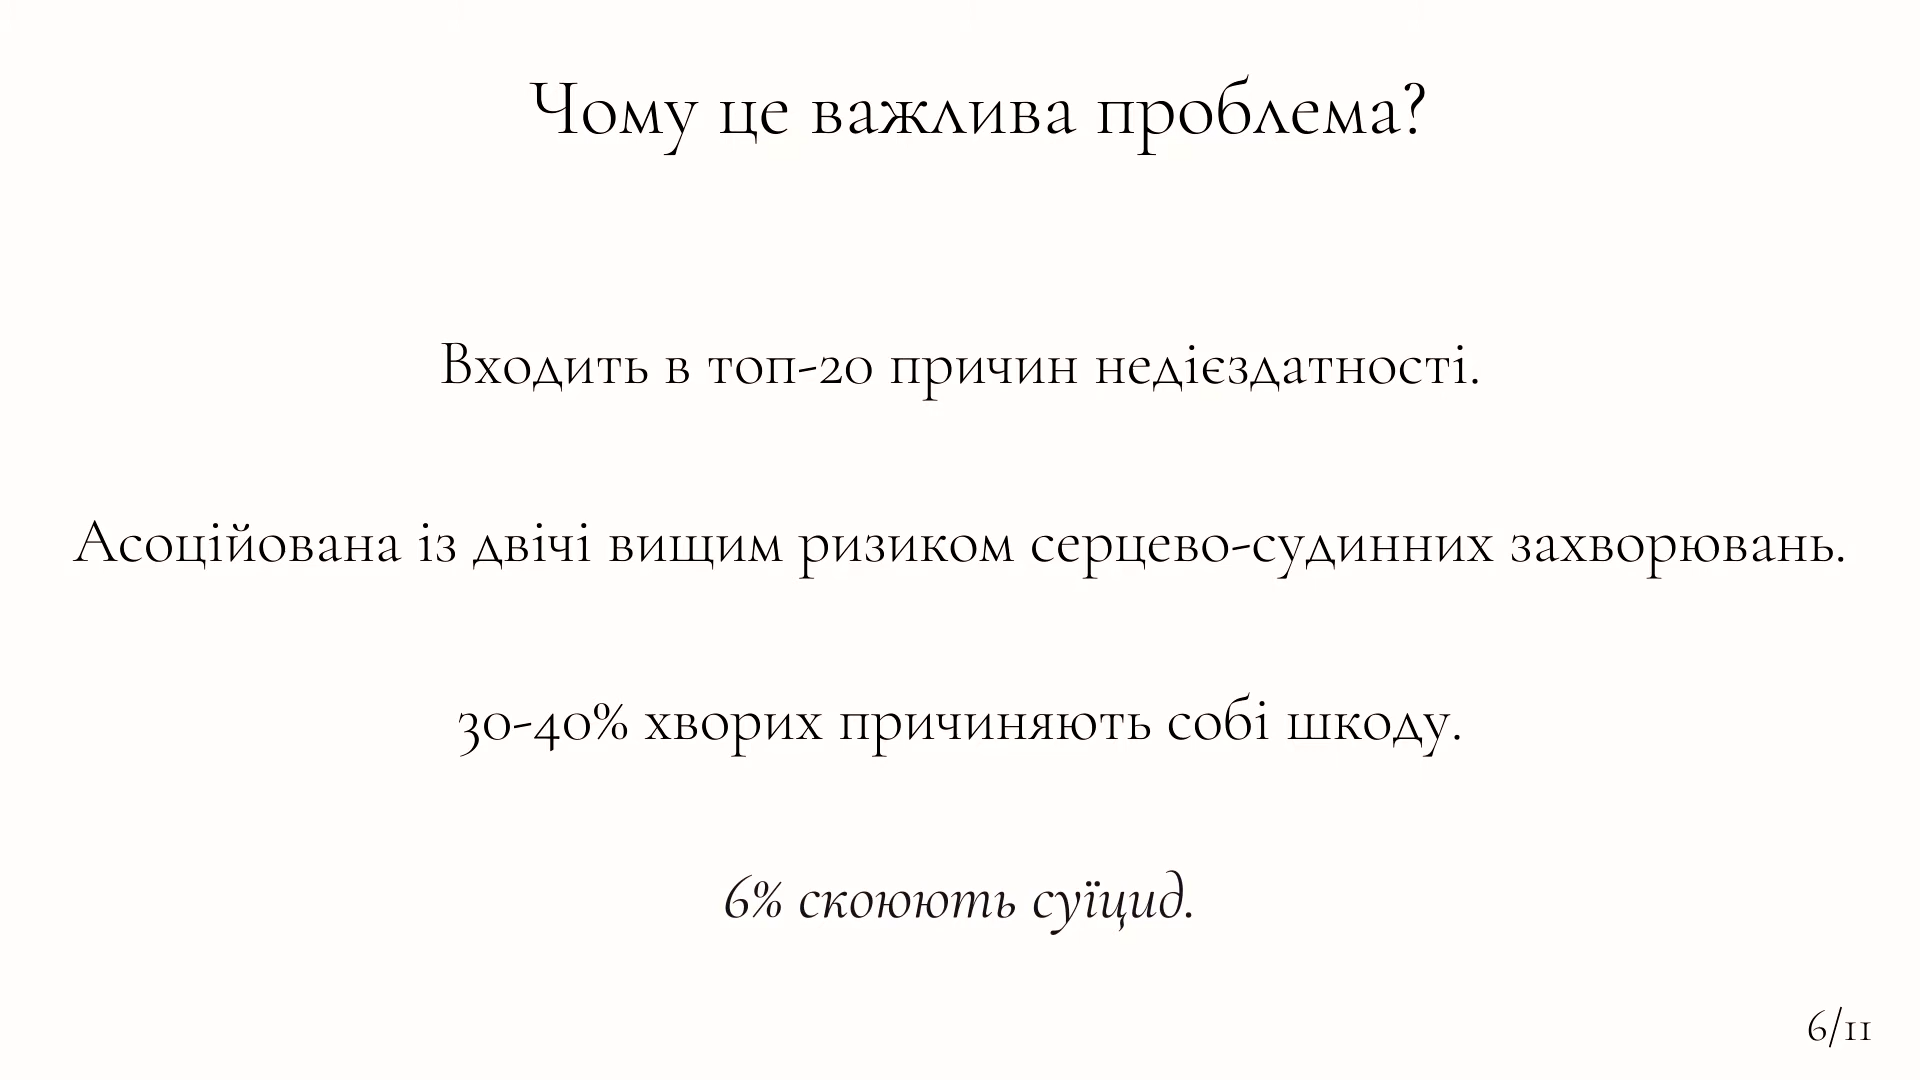 Чому це важлива проблема?
Входить в топ-20 причин недієздатності.
Асоційована із двічі вищим ризиком серцево-судинних захворювань.
30-40% хворих причиняють собі шкоду.
6% скоюють суїцид.
6/11